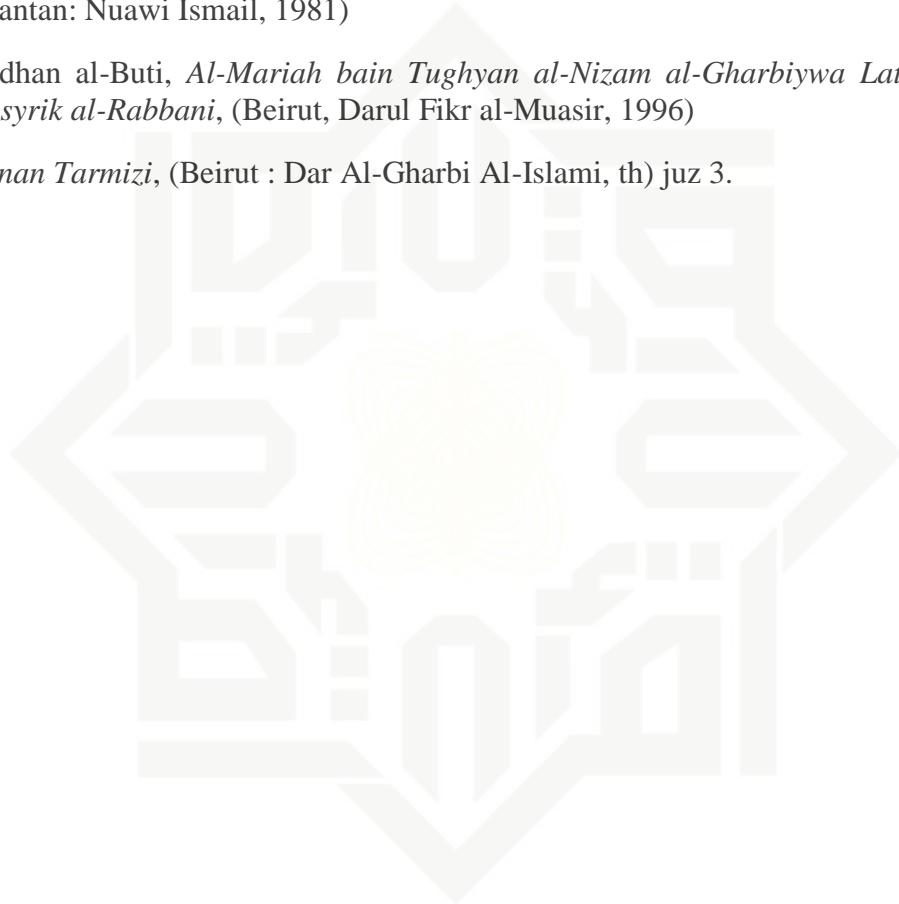 antan: Nuawi Ismail, 1981)
dhan al-Buti, Al-Mariah bain Tughyan al-Nizam al-Gharbiywa Lat
syrik al-Rabbani, (Beirut, Darul Fikr al-Muasir, 1996)
nan Tarmizi, (Beirut : Dar Al-Gharbi Al-Islami, th) juz 3.